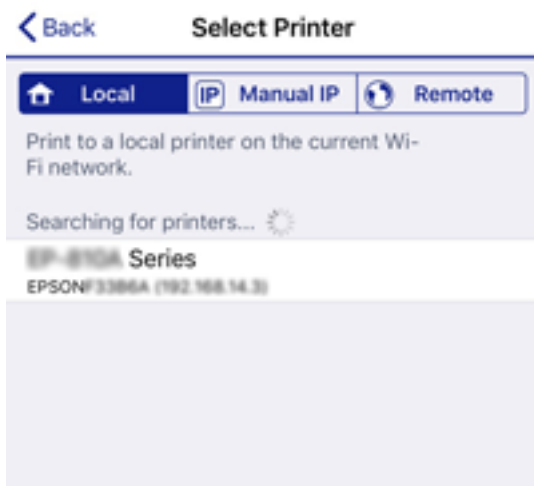 Back Select Printer
Local IP Manual IP Remote
Print to a local printer on the current Wi-
Fi network.
Searching for printers...
Series
EPSON